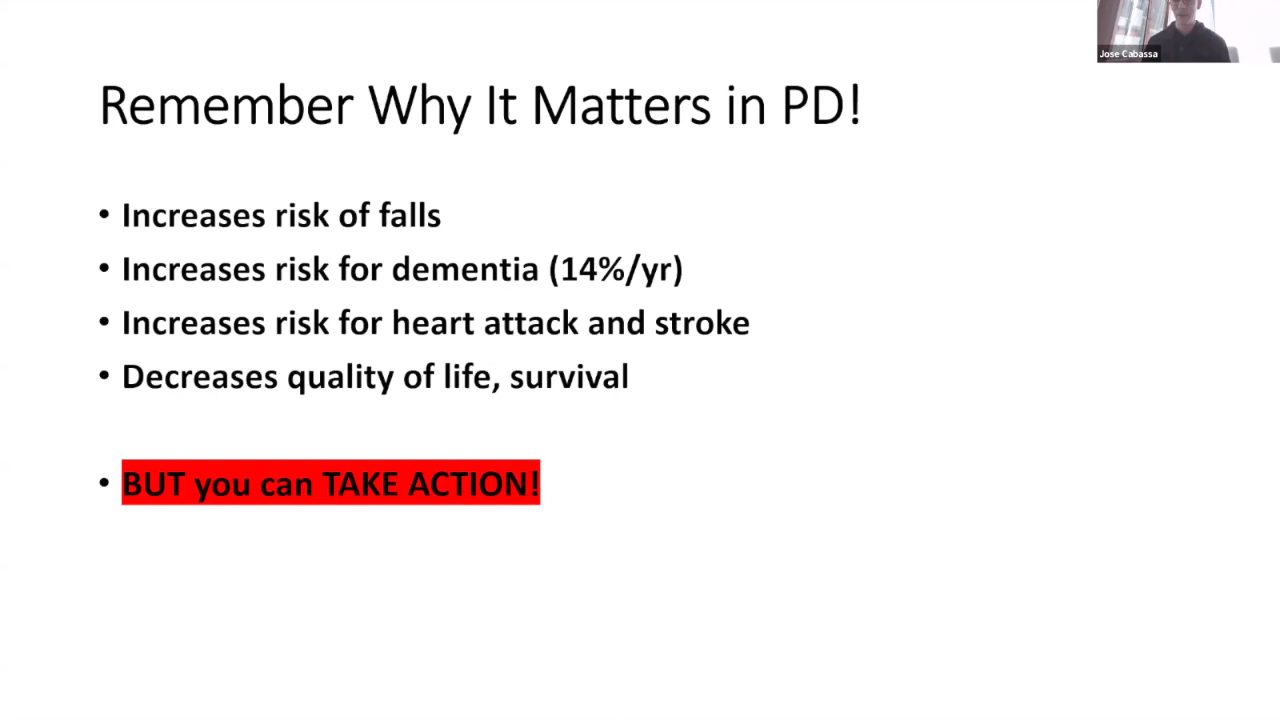 Jose Cabassa
Remember Why It Matters in PD!
• Increases risk of falls
• Increases risk for dementia (14%/yr)
• Increases risk for heart attack and stroke
• Decreases quality of life, survival
• BUT you can TAKE ACTION!